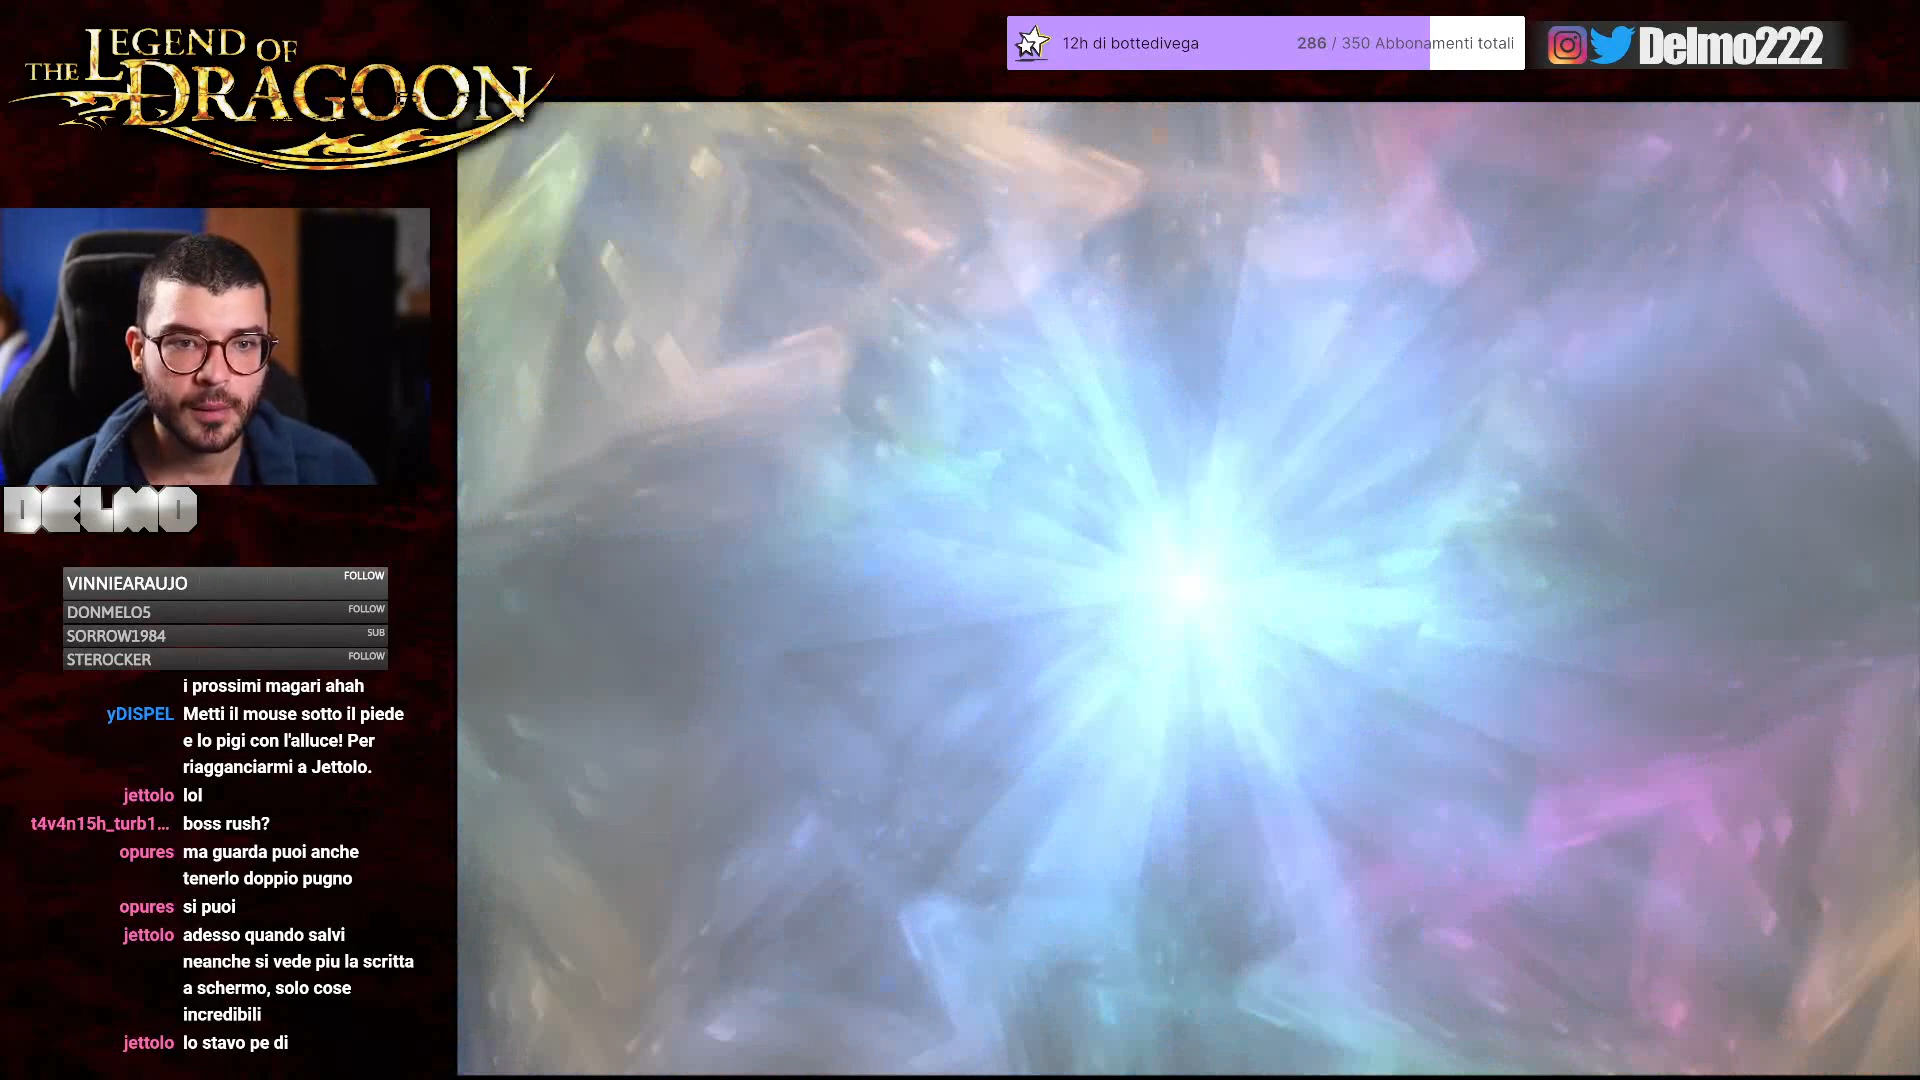 THE LEGEND OF
DRAGOON
12h di bottedivega
286 / 350 Abbonamenti totali
Delmo222
DELMO
VINNIEARAUJO FOLLOW
DONMELO5 FOLLOW
SORROW1984 SUB
STEROCKER FOLLOW
i prossimi magari ahah
yDISPEL Metti il mouse sotto il piede
e lo pigi con l'alluce! Per
riagganciarmi a Jettolo.
jettolo lol
t4v4n15h_turb1... boss rush?
opures ma guarda puoi anche
tenerlo doppio pugno
opures si puoi
jettolo adesso quando salvi
neanche si vede piu la scritta
a schermo, solo cose
incredibili
jettolo lo stavo pe di